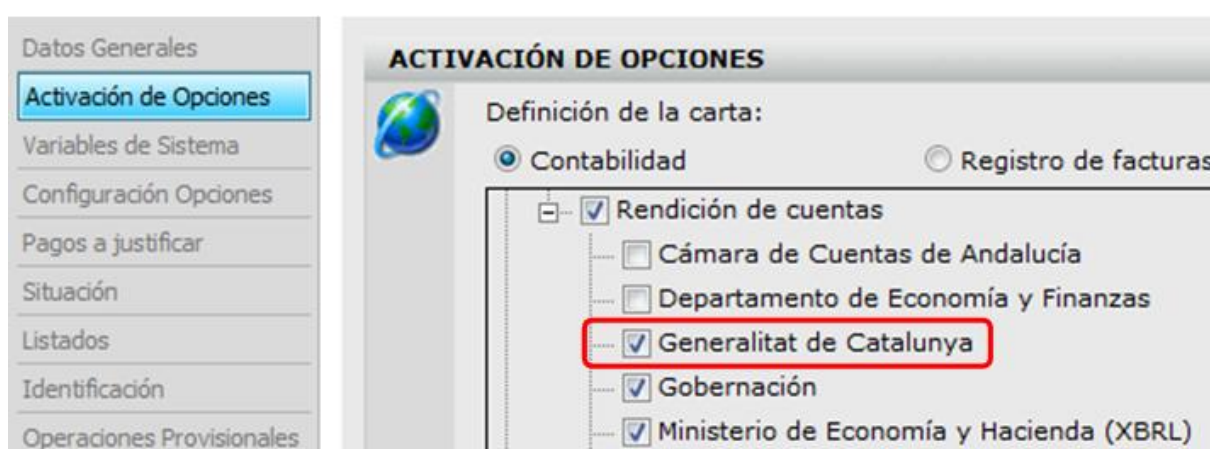 Datos Generales
Activación de Opciones
Variables de Sistema
Configuración Opciones
Pagos a justificar
Situación
Listados
Identificación
Operaciones Provisionales
ACTIVACIÓN DE OPCIONES
Definición de la carta:
Contabilidad
Registro de facturas
Rendición de cuentas
Cámara de Cuentas de Andalucía
Departamento de Economía y Finanzas
Generalitat de Catalunya
Gobernación
Ministerio de Economía y Hacienda (XBRL)